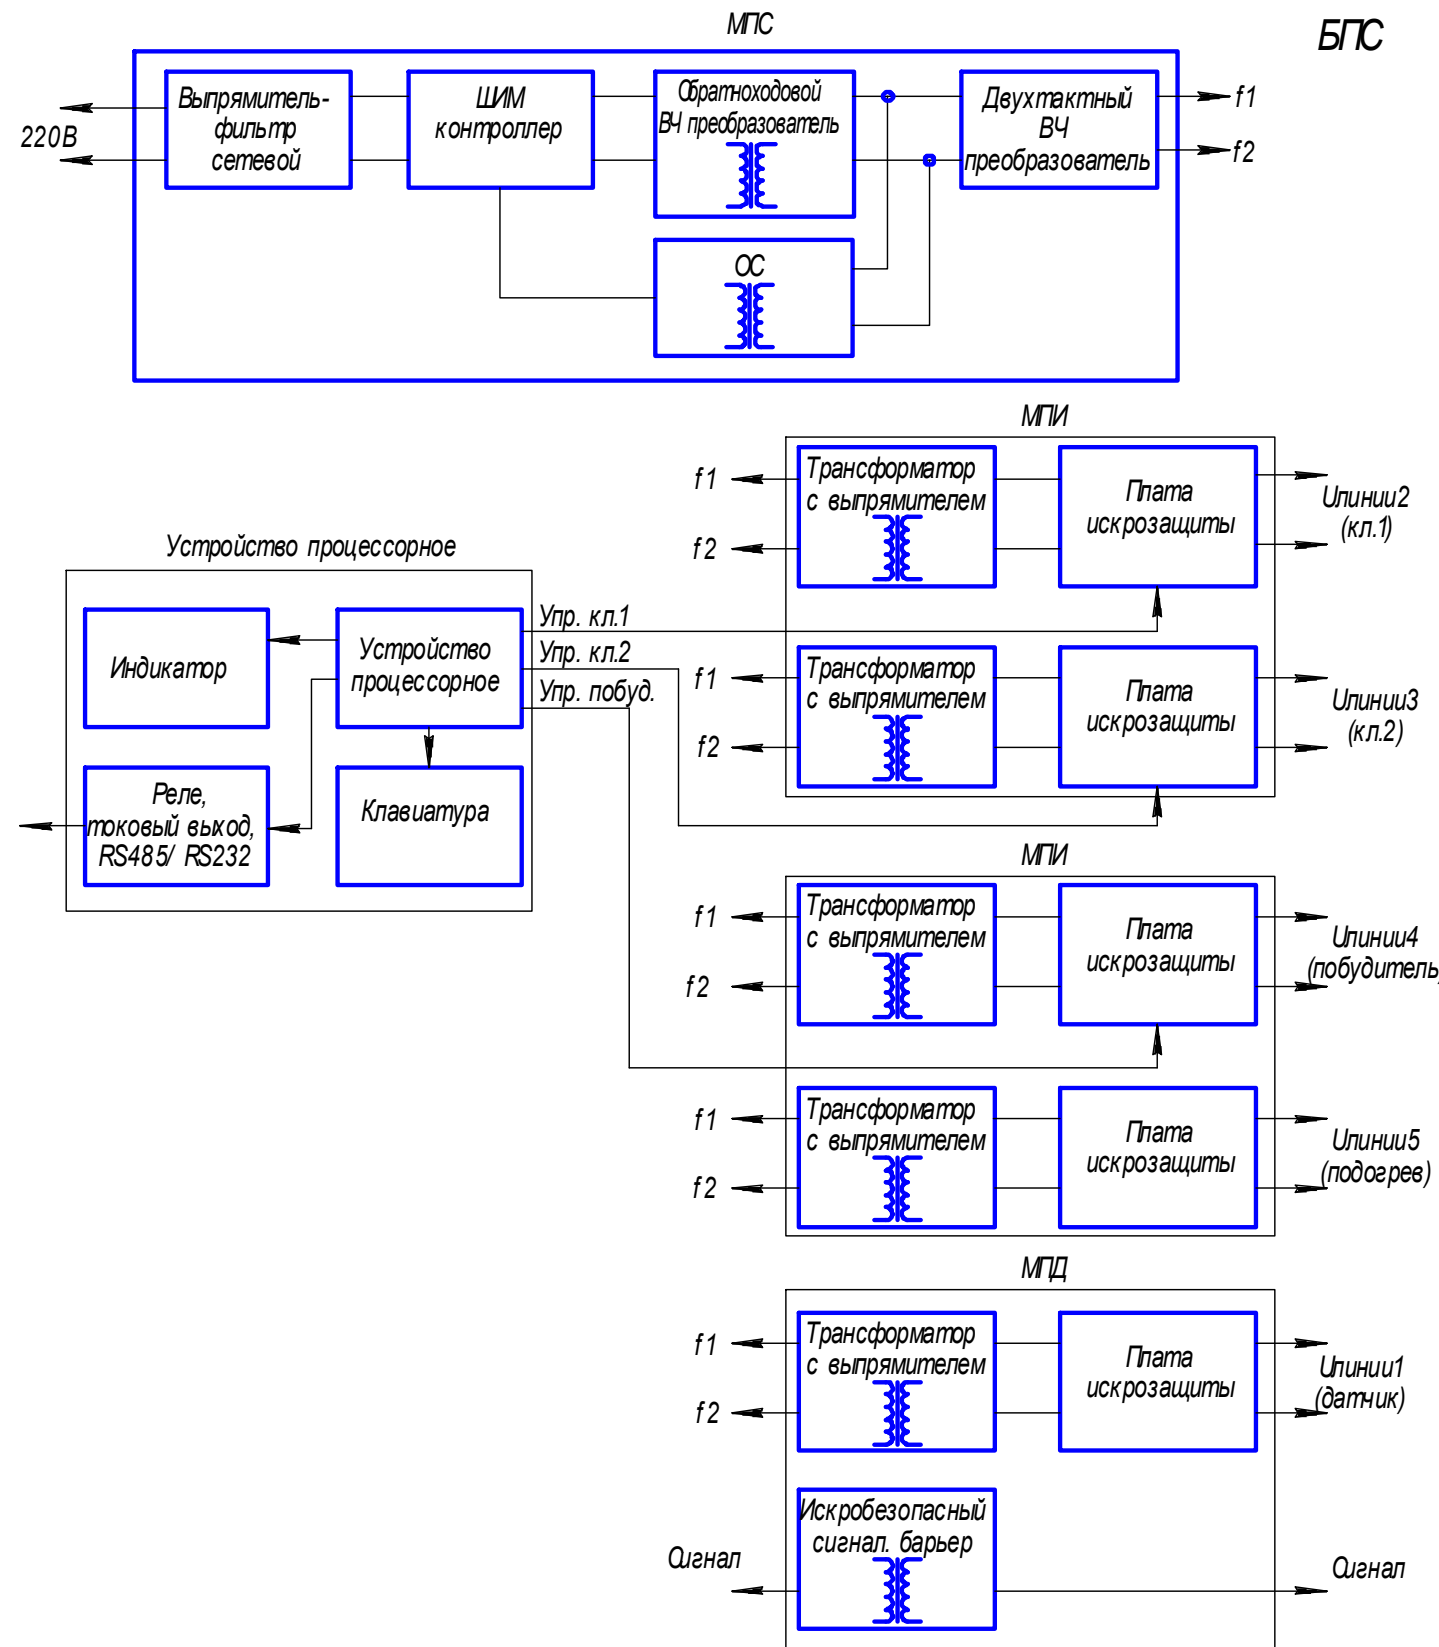 МПС
БПС
Выпрямитель-
фильтр
сетевой
ШИМ
контроллер
Обратноходовой
ВЧ преобразователь
Двухтактный
ВЧ
преобразователь
f1
f2
220В
ОС
МПИ
f1
Трансформатор
с выпрямителем
f2
Плата
искрозащиты
Uлинии2
(кл.1)
Устройство процессорное
Индикатор
Устройство
процессорное
Упр. кл.1
Упр. кл.2
Упр. побуд.
f1
Трансформатор
с выпрямителем
f2
Плата
искрозащиты
Uлинии3
(кл.2)
Реле,
токовый выход,
RS485/ RS232
Клавиатура
МПИ
f1
Трансформатор
с выпрямителем
f2
Плата
искрозащиты
Uлинии4
(побудитель)
f1
Трансформатор
с выпрямителем
f2
Плата
искрозащиты
Uлинии5
(подогрев)
МПД
f1
Трансформатор
с выпрямителем
f2
Плата
искрозащиты
Uлинии1
(датчик)
Искробезопасный
сигнал. барьер
Сигнал
Сигнал